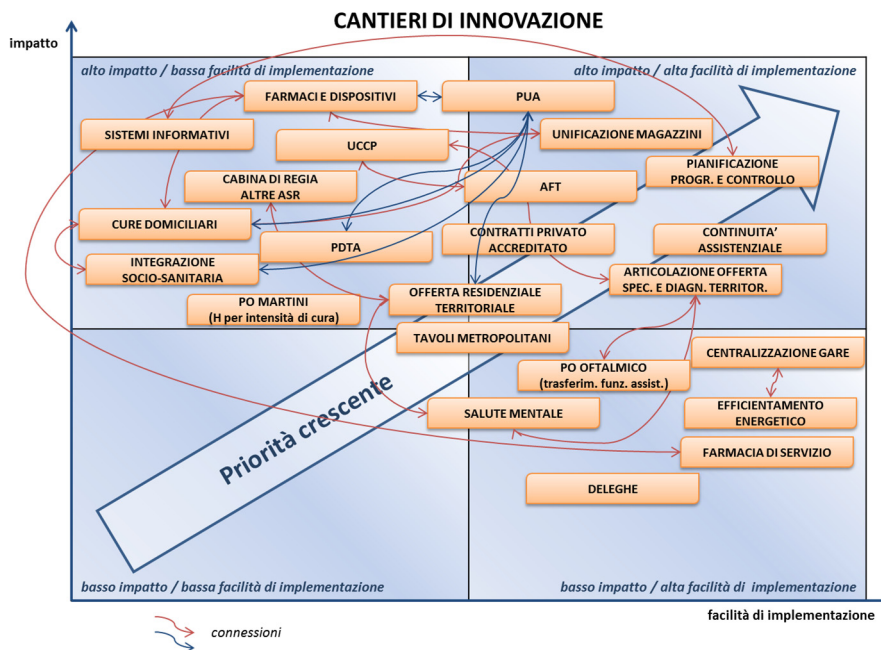 CANTIERI DI INNOVAZIONE
impatto
alto impatto / bassa facilità di implementazione
alto impatto / alta facilità di implementazione
FARMACI E DISPOSITIVI
PUA
SISTEMI INFORMATIVI
UNIFICAZIONE MAGAZZINI
UCCP
PIANIFICAZIONE
PROGR. E CONTROLLO
CABINA DI REGIA
ALTRE ASR
AFT
CURE DOMICILIARI
CONTRATTI PRIVATO
ACCREDITATO
CONTINUITA’
ASSISTENZIALE
PDTA
INTEGRAZIONE
SOCIO-SANITARIA
ARTICOLAZIONE OFFERTA
SPEC. E DIAGN. TERRITOR.
OFFERTA RESIDENZIALE
TERRITORIALE
PO MARTINI
(H per intensità di cura)
TAVOLI METROPOLITANI
CENTRALIZZAZIONE GARE
PO OFTALMICO
(trasferim. funz. assist.)
SALUTE MENTALE
EFFICIENTAMENTO
ENERGETICO
Priorità crescente
FARMACIA DI SERVIZIO
DELEGHE
basso impatto / bassa facilità di implementazione
basso impatto / alta facilità di implementazione
facilità di implementazione
connessioni